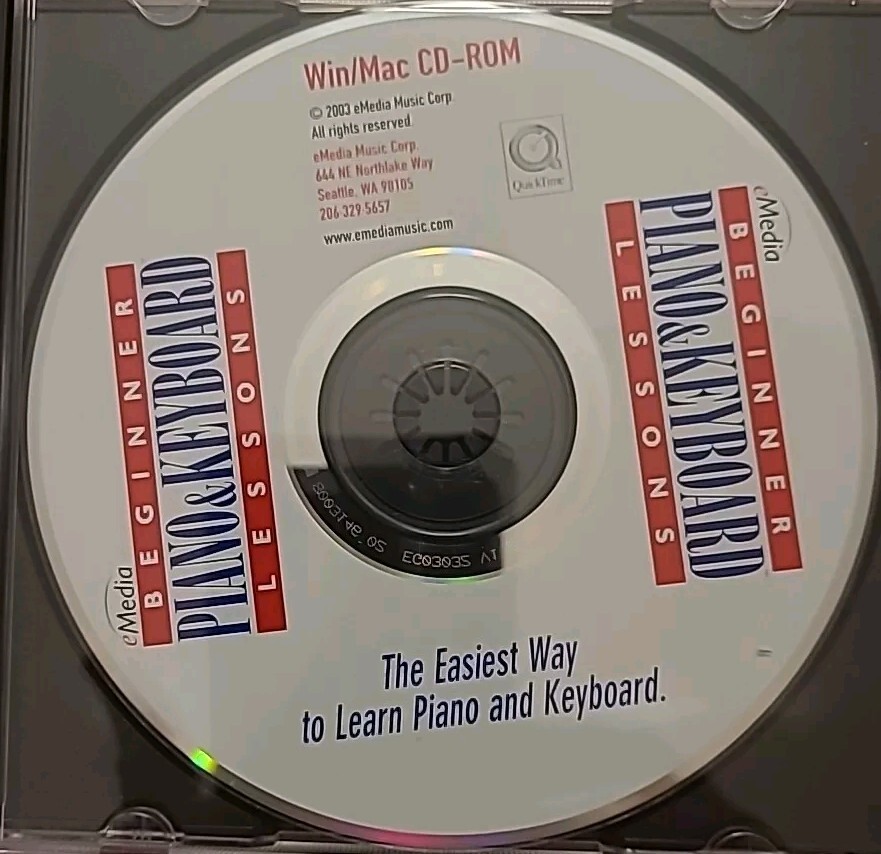 Win/Mac CD-ROM
© 2003 eMedia Music Corp.
All rights reserved.
eMedia Music Corp.
644 NE Northlake Way
Seattle, WA 98105
206·329·5657
www.emediamusic.com
QuickTime
eMedia
BEGINNER
PIANO&KEYBOARD
LESSONS
eMedia
BEGINNER
PIANO&KEYBOARD
LESSONS
EC03035
The Easiest Way
to Learn Piano and Keyboard.